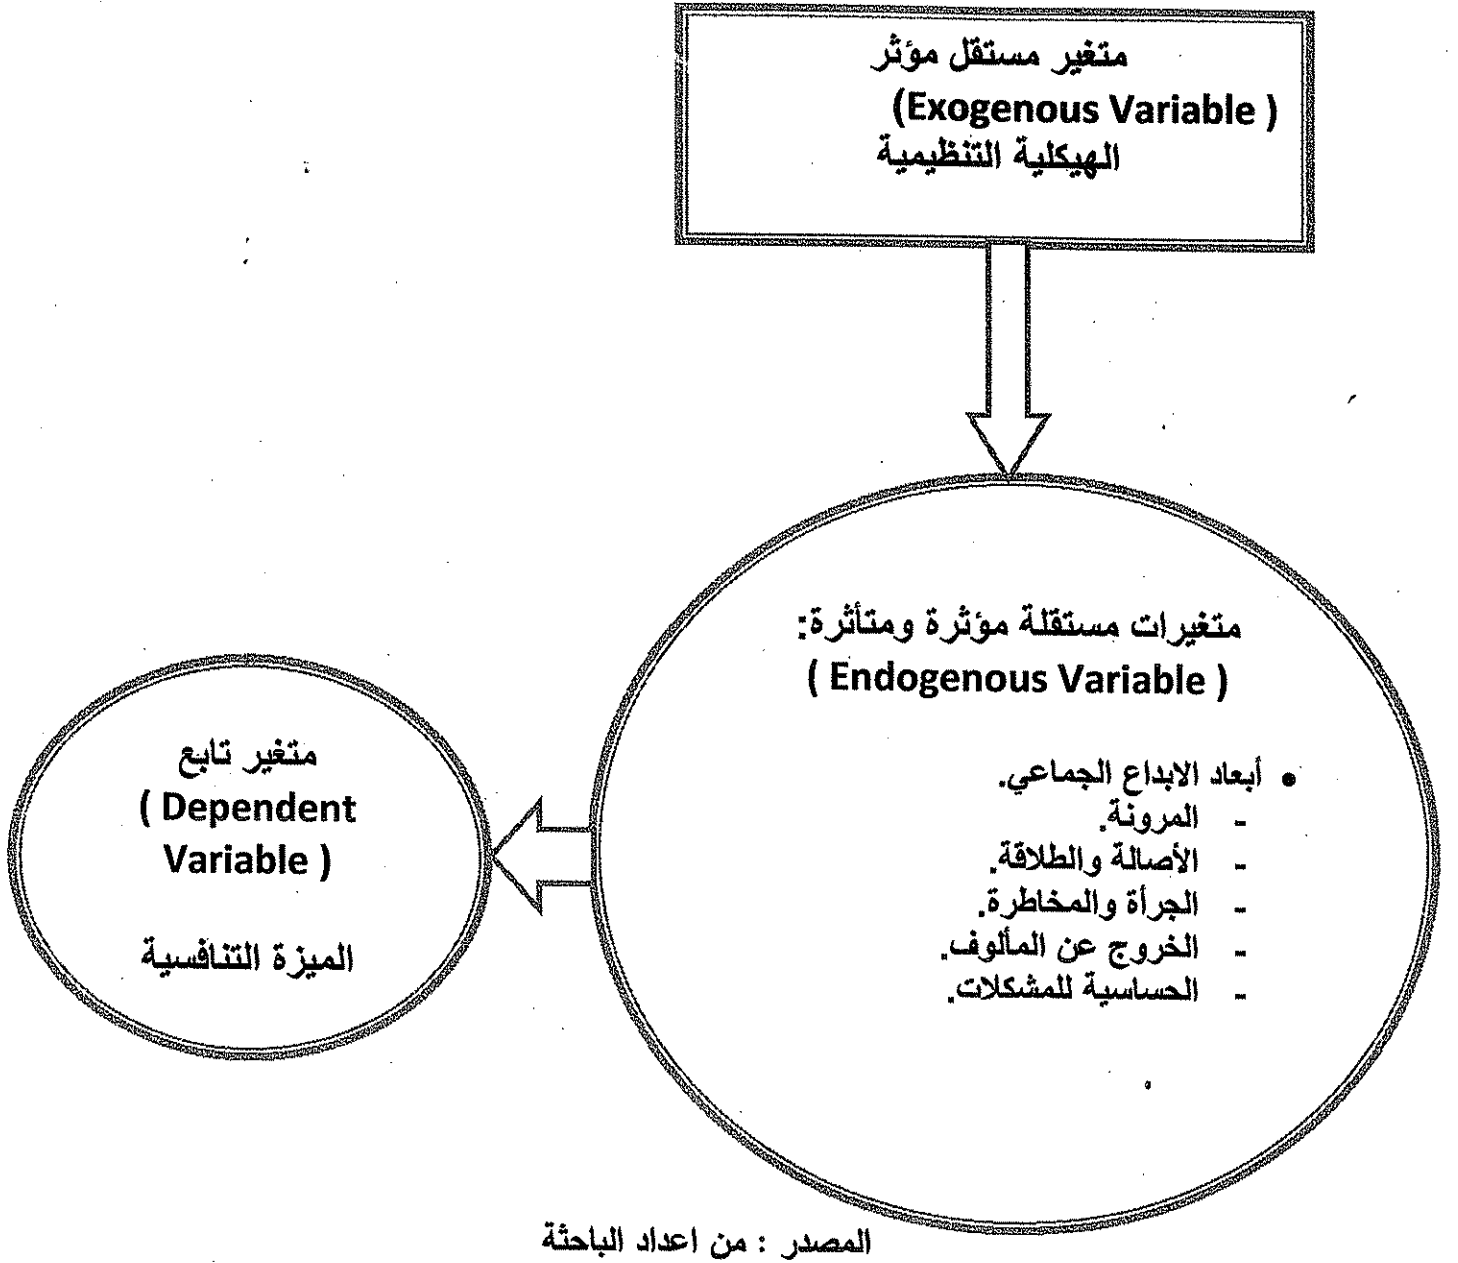 متغير مستقل مؤثر
(Exogenous Variable )
الهيكلية التنظيمية
متغيرات مستقلة مؤثرة ومتأثرة:
( Endogenous Variable )
• أبعاد الابداع الجماعي.
- المرونة.
- الأصالة والطلاقة.
- الجرأة والمخاطرة.
- الخروج عن المألوف.
- الحساسية للمشكلات.
متغير تابع
( Dependent
Variable )
الميزة التنافسية
المصدر : من اعداد الباحثة